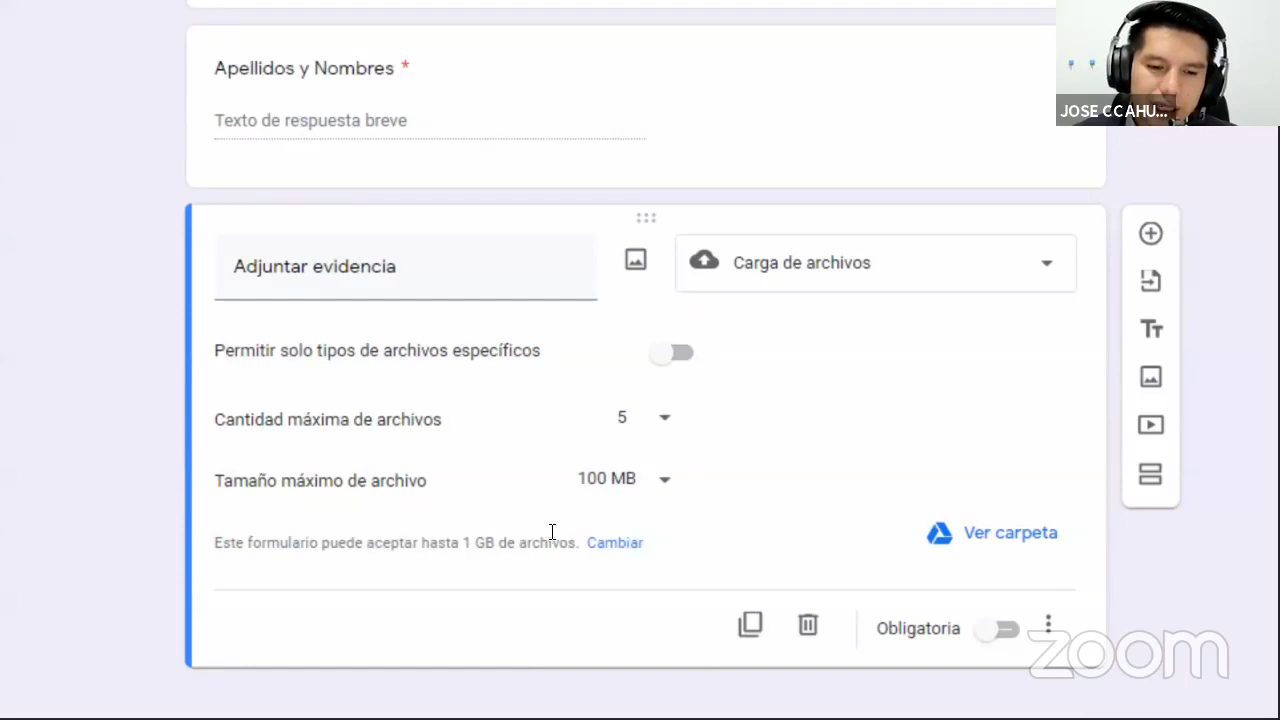 Apellidos y Nombres *
Texto de respuesta breve
JOSE CCAHU...
Adjuntar evidencia
Carga de archivos
Permitir solo tipos de archivos específicos
Cantidad máxima de archivos
5
Tamaño máximo de archivo
100 MB
Este formulario puede aceptar hasta 1 GB de archivos. Cambiar
Ver carpeta
Obligatoria
zoom